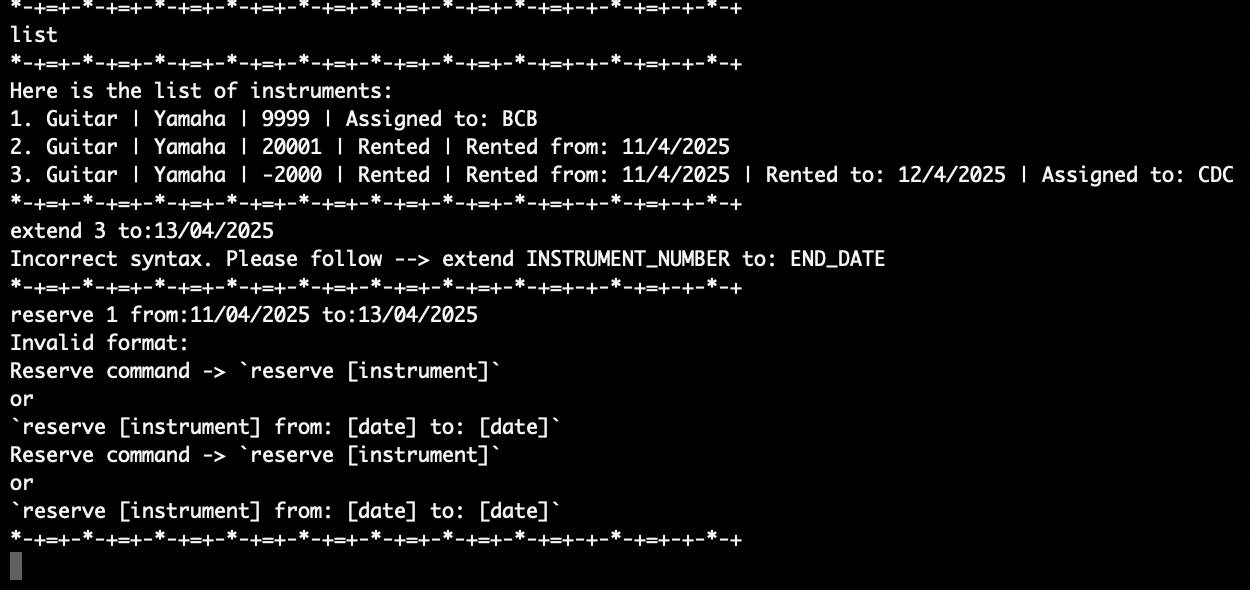 *-+=+-*-+=+-*-+=+-*-+=+-*-+=+-*-+=+-*-+=+-*-+=+-*-+=+-+-*-+
list
*-+=+-*-+=+-*-+=+-*-+=+-*-+=+-*-+=+-*-+=+-*-+=+-*-+=+-+-*-+
Here is the list of instruments:
1. Guitar | Yamaha | 9999 | Assigned to: BCB
2. Guitar | Yamaha | 20001 | Rented | Rented from: 11/4/2025
3. Guitar | Yamaha | -2000 | Rented | Rented from: 11/4/2025 | Rented to: 12/4/2025 | Assigned to: CDC
*-+=+-*-+=+-*-+=+-*-+=+-*-+=+-*-+=+-*-+=+-*-+=+-*-+=+-+-*-+
extend 3 to:13/04/2025
Incorrect syntax. Please follow --> extend INSTRUMENT_NUMBER to: END_DATE
*-+=+-*-+=+-*-+=+-*-+=+-*-+=+-*-+=+-*-+=+-*-+=+-*-+=+-+-*-+
reserve 1 from:11/04/2025 to:13/04/2025
Invalid format:
Reserve command -> `reserve [instrument]`
or
`reserve [instrument] from: [date] to: [date]`
Reserve command -> `reserve [instrument]`
or
`reserve [instrument] from: [date] to: [date]`
*-+=+-*-+=+-*-+=+-*-+=+-*-+=+-*-+=+-*-+=+-*-+=+-*-+=+-+-*-+